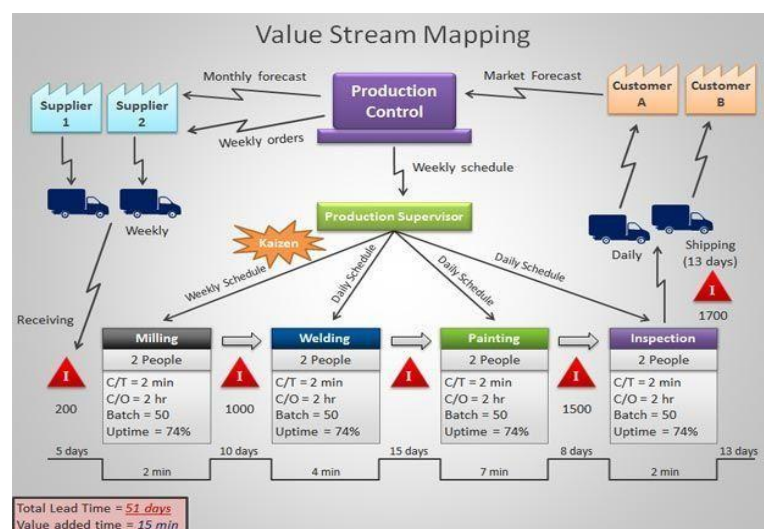 Value Stream Mapping
Supplier
1
Supplier
2
Monthly forecast
Weekly orders
Production
Control
Market Forecast
Customer
A
Customer
B
Weekly schedule
Weekly
Production Supervisor
Kaizen
Daily
Shipping
(13 days)
I
1700
Weekly Schedule
Daily Schedule
Daily Schedule
Daily Schedule
Receiving
I
200
Milling
2 People
C/T = 2 min
C/O = 2 hr
Batch = 50
Uptime = 74%
I
1000
Welding
2 People
C/T = 2 min
C/O = 2 hr
Batch = 50
Uptime = 74%
I
Painting
2 People
C/T = 2 min
C/O = 2 hr
Batch = 50
Uptime = 74%
I
1500
Inspection
2 People
C/T = 2 min
C/O = 2 hr
Batch = 50
Uptime = 74%
5 days
2 min
10 days
4 min
15 days
7 min
8 days
2 min
13 days
Total Lead Time = 51 days
Value added time = 15 min